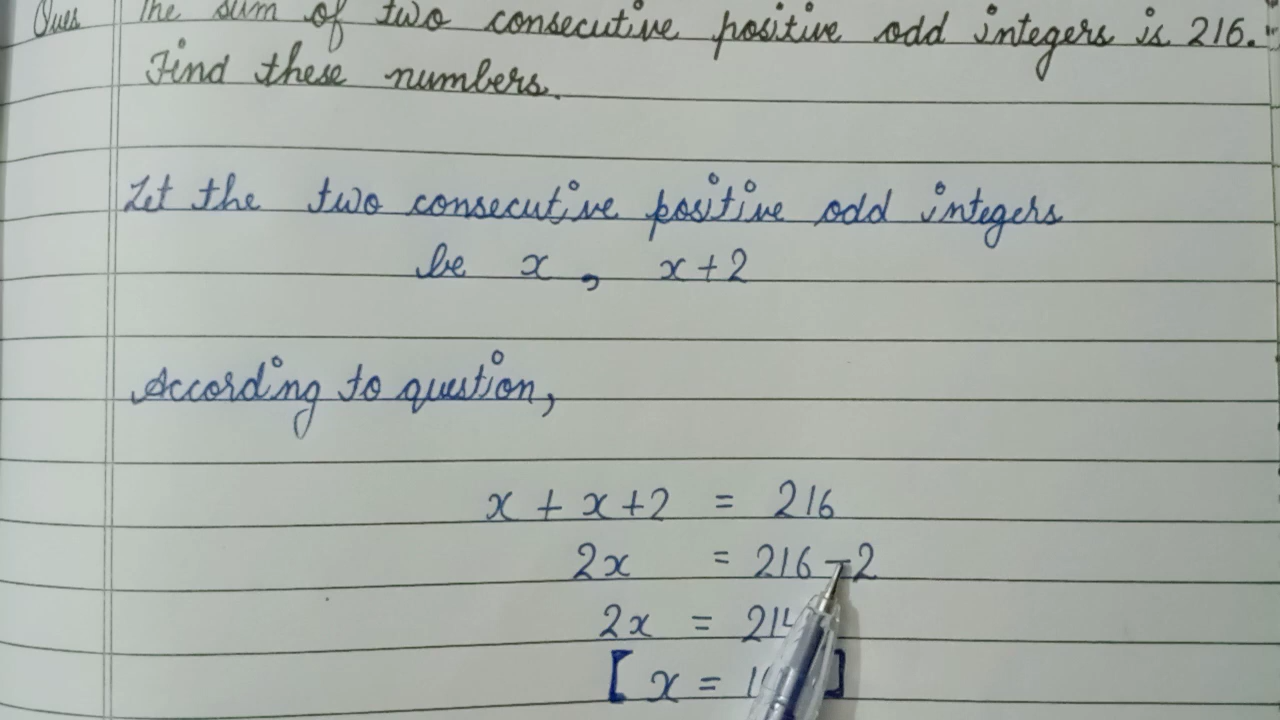 Ques The sum of two consecutive positive odd integers is 216.
Find these numbers.
Let the two consecutive positive odd integers
be x , x+2
According to question,
x + x+2 = 216
2x = 216-2
2x = 214
[ x = 1 ]